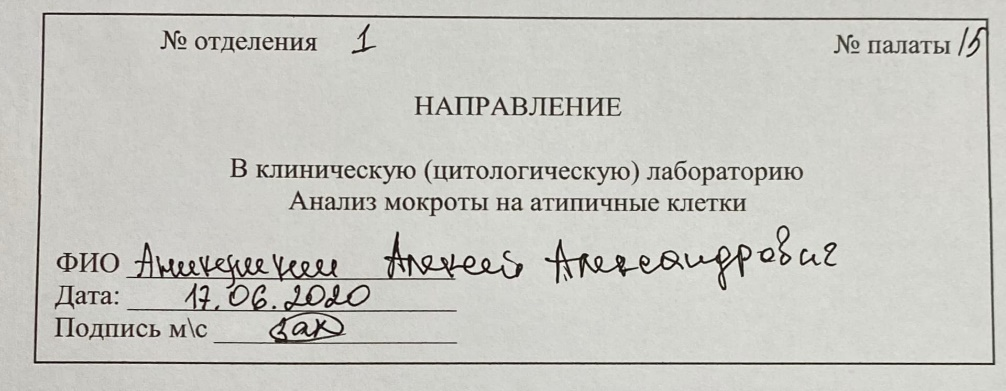 № отделения 1 № палаты 15
НАПРАВЛЕНИЕ
В клиническую (цитологическую) лабораторию
Анализ мокроты на атипичные клетки
ФИО Алексей Александрович
Дата: 17.06.2020
Подпись м\с Зак